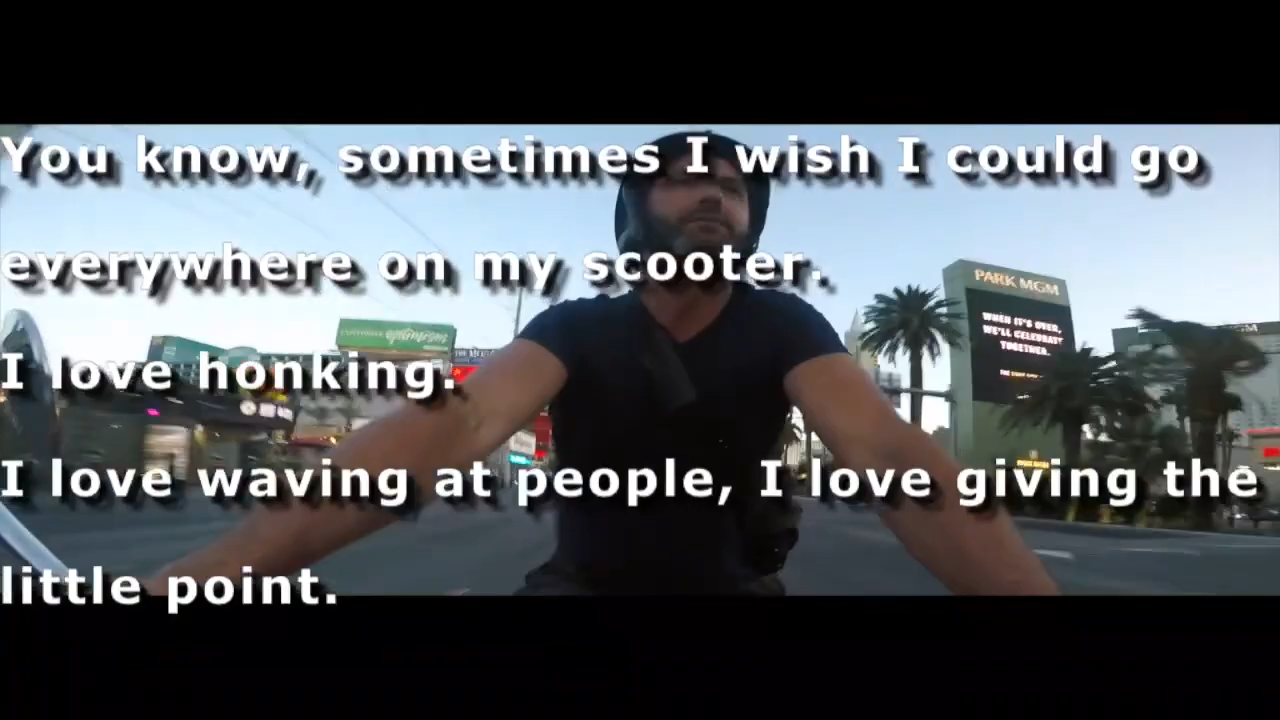 You know, sometimes I wish I could go
everywhere on my scooter.
I love honking.
I love waving at people, I love giving the
little point.
PARK MGM
WHEN IT'S OVER,
WE'LL CELEBRATE
TOGETHER.